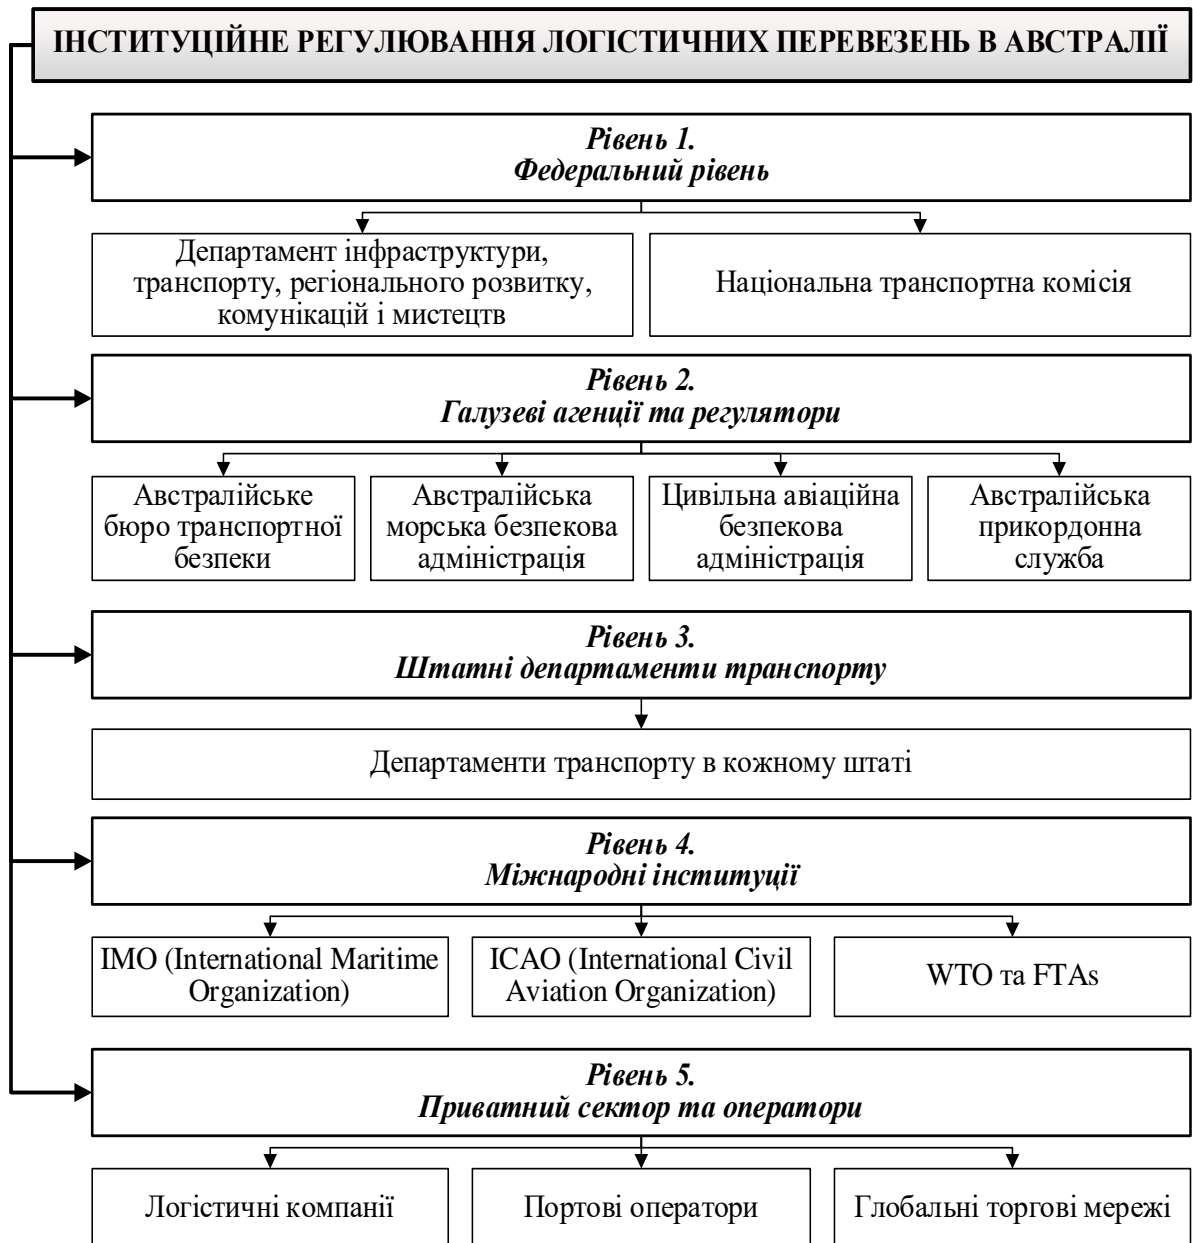 ІНСТИТУЦІЙНЕ РЕГУЛЮВАННЯ ЛОГІСТИЧНИХ ПЕРЕВЕЗЕНЬ В АВСТРАЛІЇ
Рівень 1.
Федеральний рівень
Департамент інфраструктури,
транспорту, регіонального розвитку,
комунікацій і мистецтв
Національна транспортна комісія
Рівень 2.
Галузеві агенції та регулятори
Австралійське
бюро транспортної
безпеки
Австралійська
морська безпекова
адміністрація
Цивільна авіаційна
безпекова
адміністрація
Австралійська
прикордонна
служба
Рівень 3.
Штатні департаменти транспорту
Департаменти транспорту в кожному штаті
Рівень 4.
Міжнародні інституції
IMO (International Maritime
Organization)
ICAO (International Civil
Aviation Organization)
WTO та FTAs
Рівень 5.
Приватний сектор та оператори
Логістичні компанії
Портові оператори
Глобальні торгові мережі